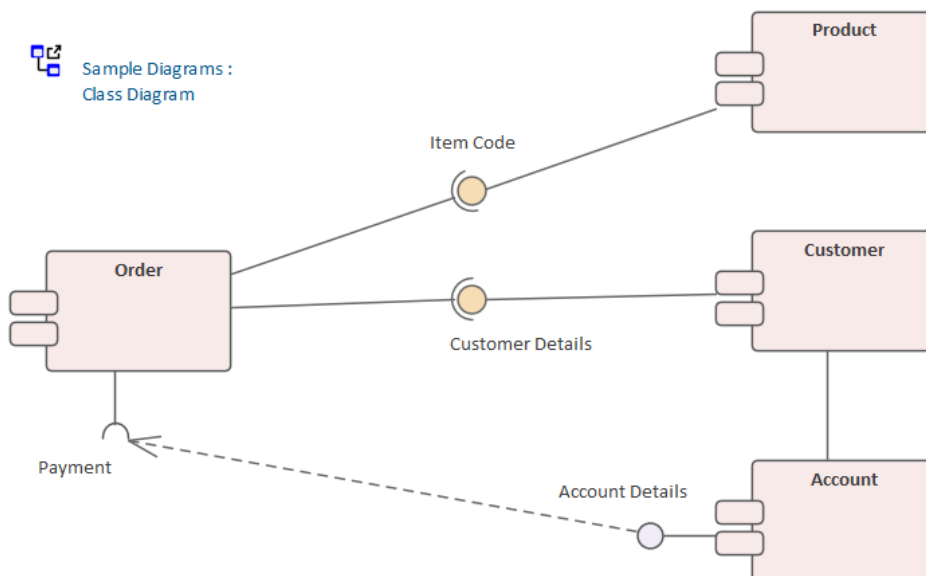 Product
Sample Diagrams :
Class Diagram
Item Code
Customer
Order
Customer Details
Payment
Account Details
Account